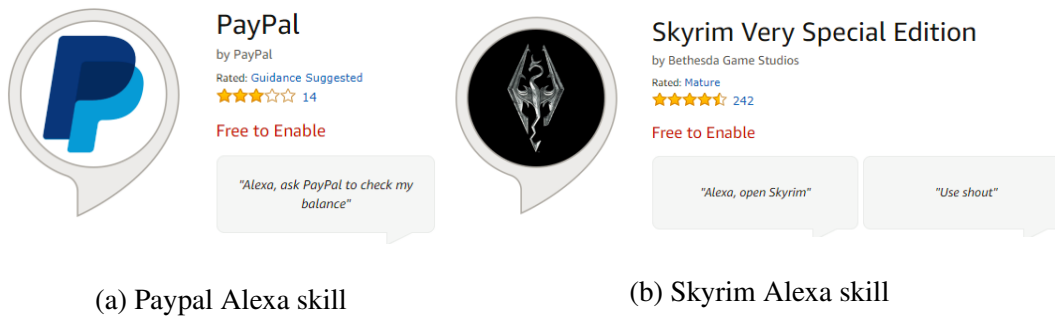 PayPal
by PayPal
Rated: Guidance Suggested
14
Free to Enable
"Alexa, ask PayPal to check my
balance"
(a) Paypal Alexa skill
Skyrim Very Special Edition
by Bethesda Game Studios
Rated: Mature
242
Free to Enable
"Alexa, open Skyrim"
"Use shout"
(b) Skyrim Alexa skill